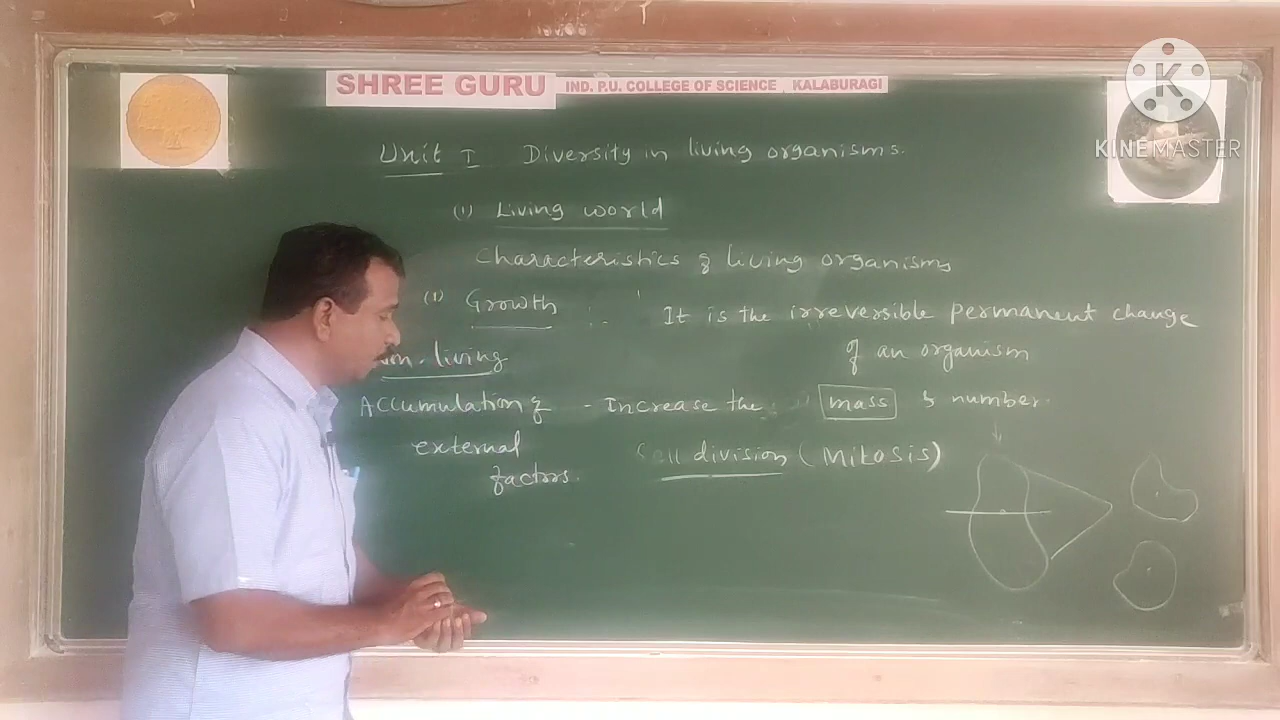 SHREE GURU IND. P.U. COLLEGE OF SCIENCE, KALABURAGI
K
KINEMASTER
Unit I Diversity in living organisms.
(1) Living world
Characteristics of living organisms
(1) Growth :- It is the irreversible permanent change
of an organism
living
Accumulation of - Increase the mass & number.
external
factors.
Cell division (Mitosis)